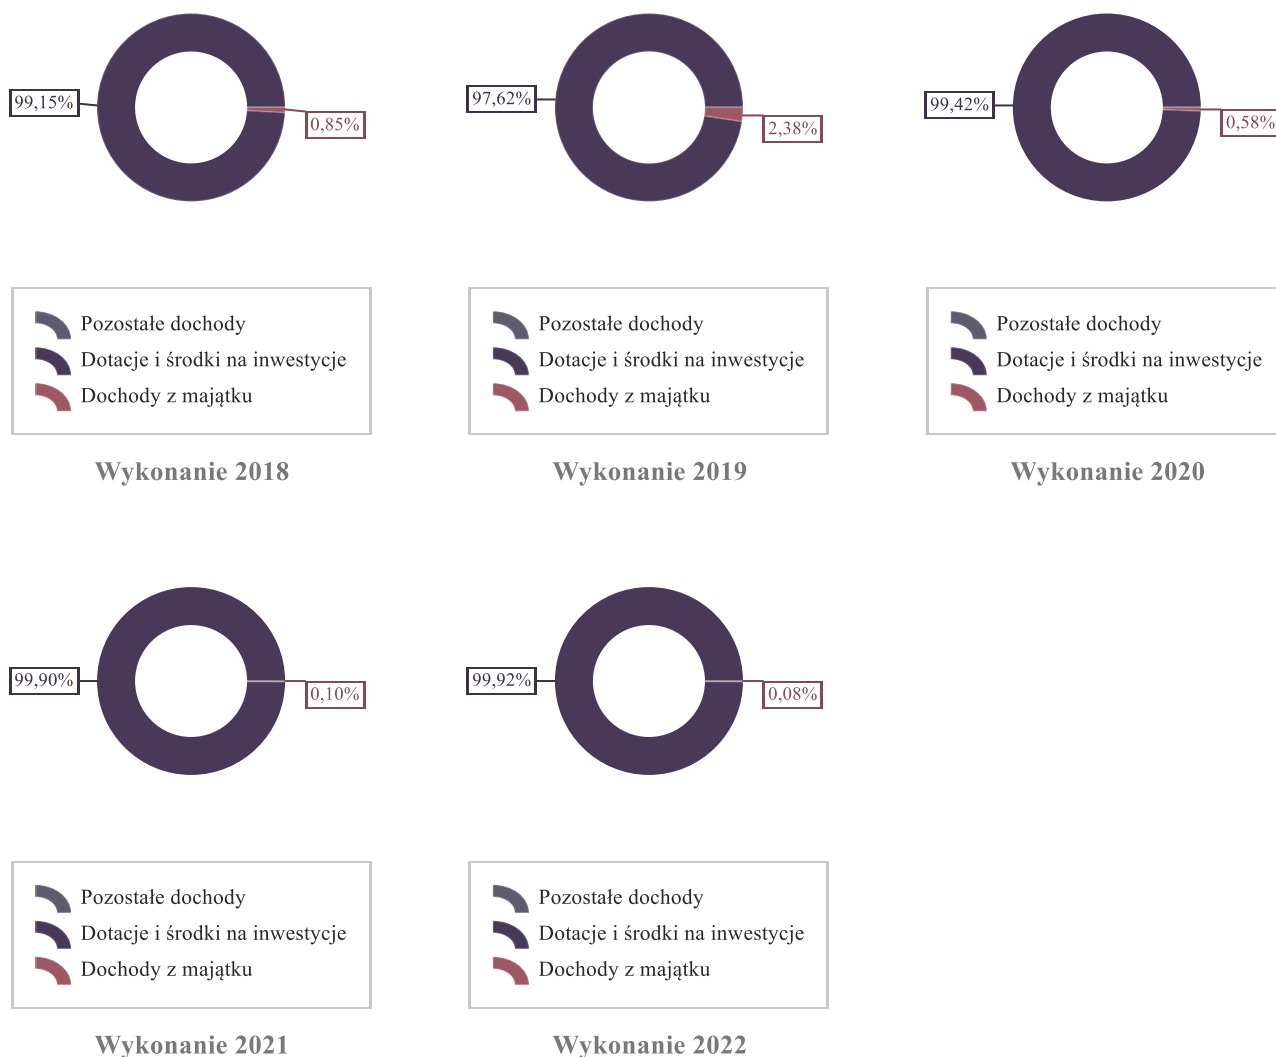 99,15%
0,85%
Pozostałe dochody
Dotacje i środki na inwestycje
Dochody z majątku
Wykonanie 2018
97,62%
2,38%
Pozostałe dochody
Dotacje i środki na inwestycje
Dochody z majątku
Wykonanie 2019
99,42%
0,58%
Pozostałe dochody
Dotacje i środki na inwestycje
Dochody z majątku
Wykonanie 2020
99,90%
0,10%
Pozostałe dochody
Dotacje i środki na inwestycje
Dochody z majątku
Wykonanie 2021
99,92%
0,08%
Pozostałe dochody
Dotacje i środki na inwestycje
Dochody z majątku
Wykonanie 2022